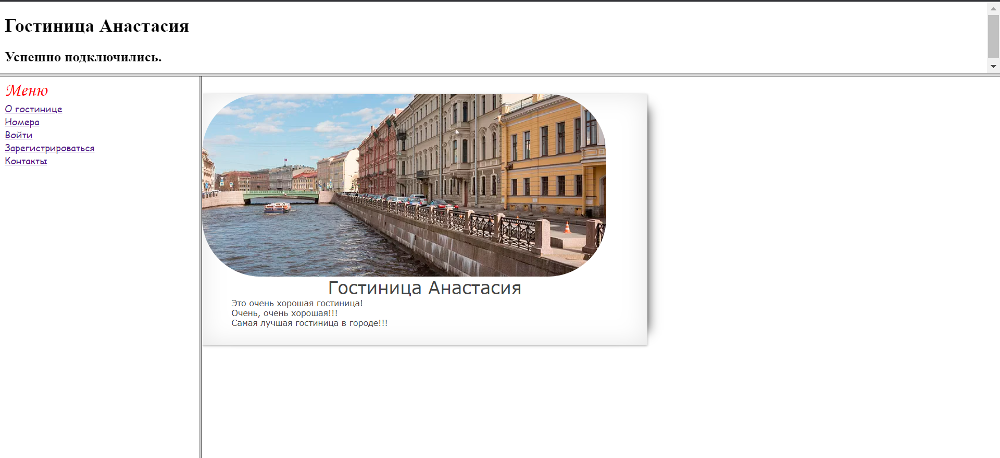 Гостиница Анастасия
Успешно подключились.
Меню
О гостинице
Номера
Войти
Зарегистрироваться
Контакты
Гостиница Анастасия
Это очень хорошая гостиница!
Очень, очень хорошая!!!
Самая лучшая гостиница в городе!!!